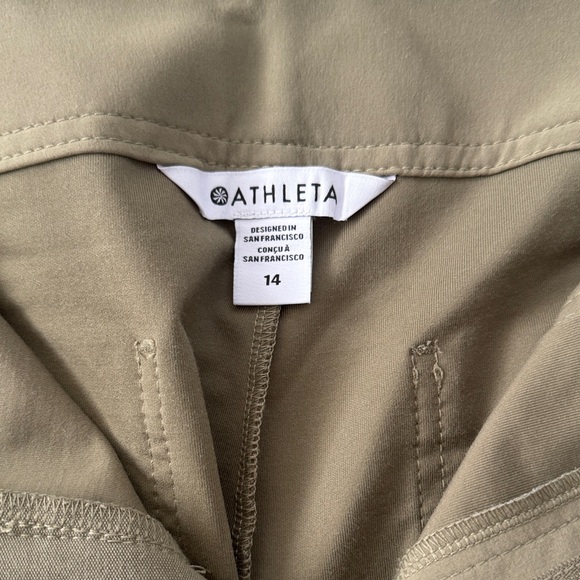 ATHLETA
DESIGNED IN
SAN FRANCISCO
CONÇU À
SAN FRANCISCO
14